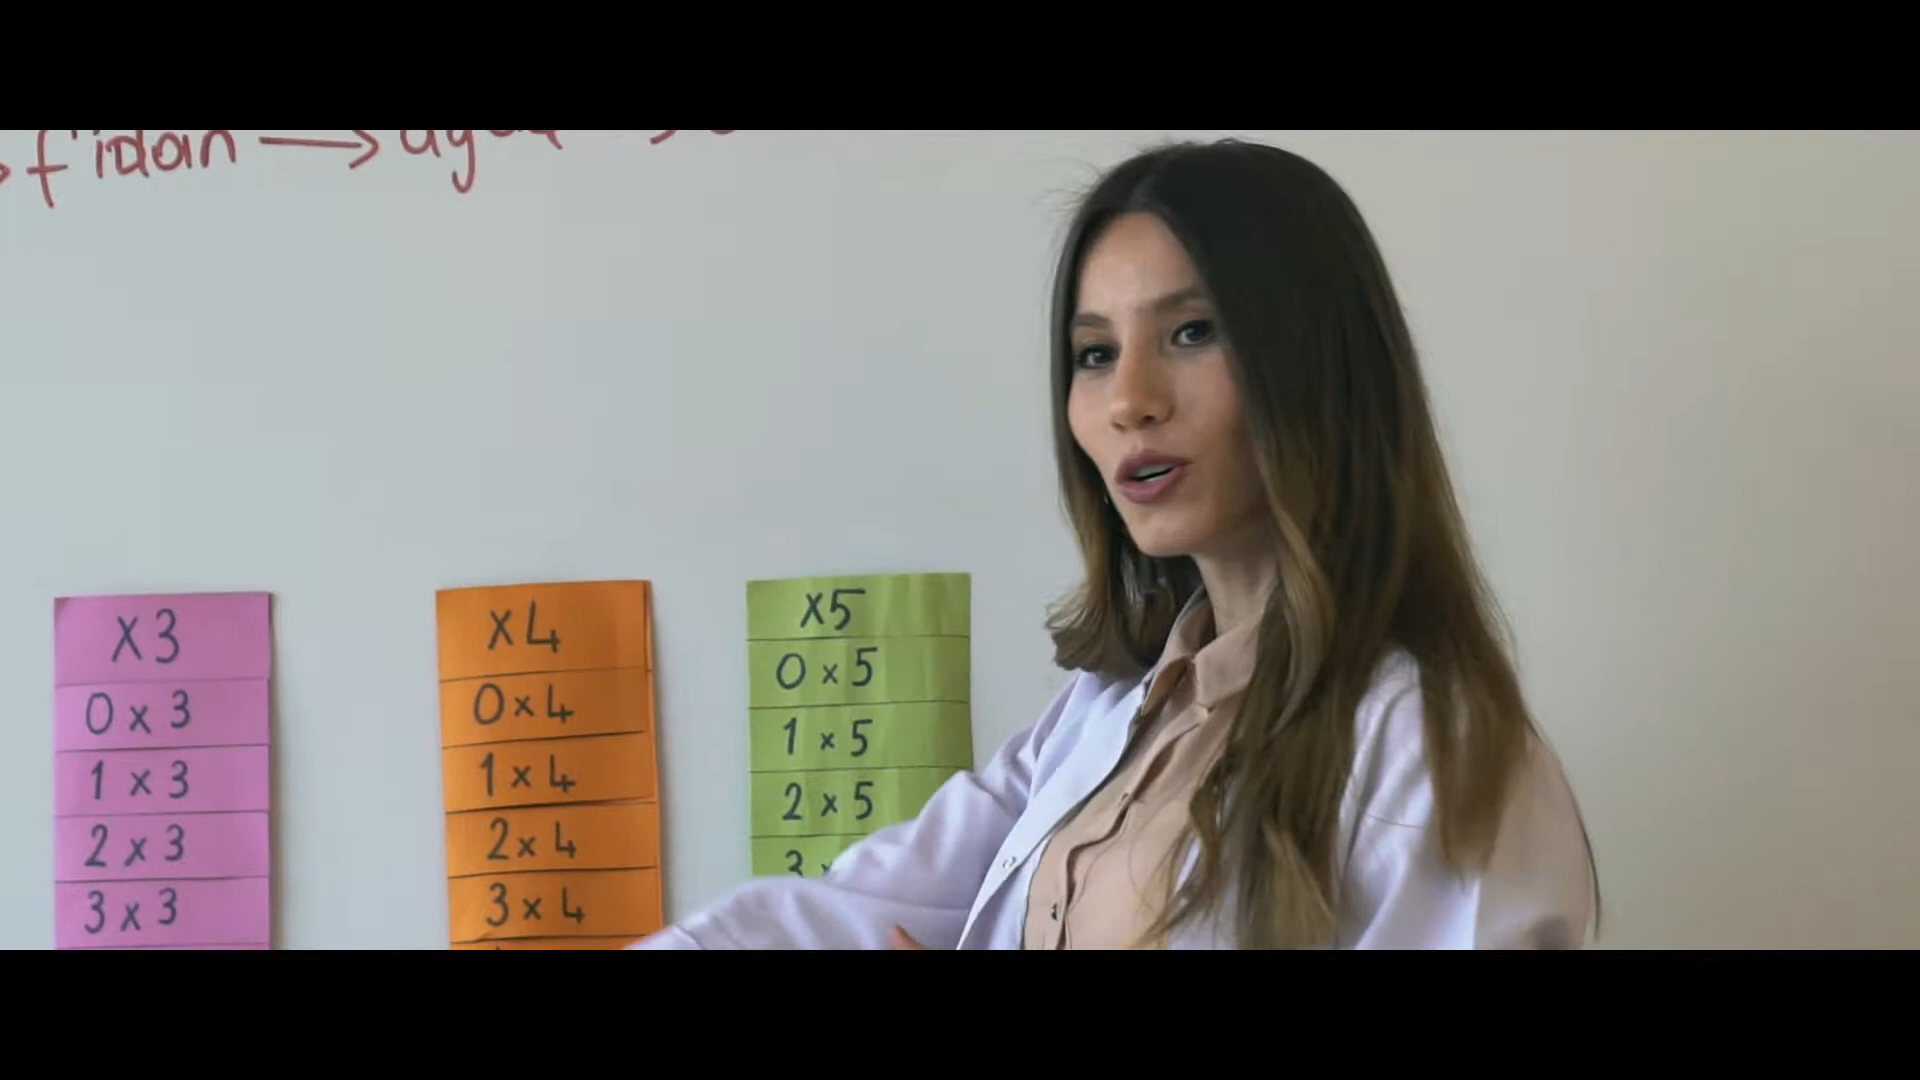 fidan →
x3
0 x 3
1 x 3
2 x 3
3 x 3
x4
0 x 4
1 x 4
2 x 4
3 x 4
x5
0 x 5
1 x 5
2 x 5
3 x